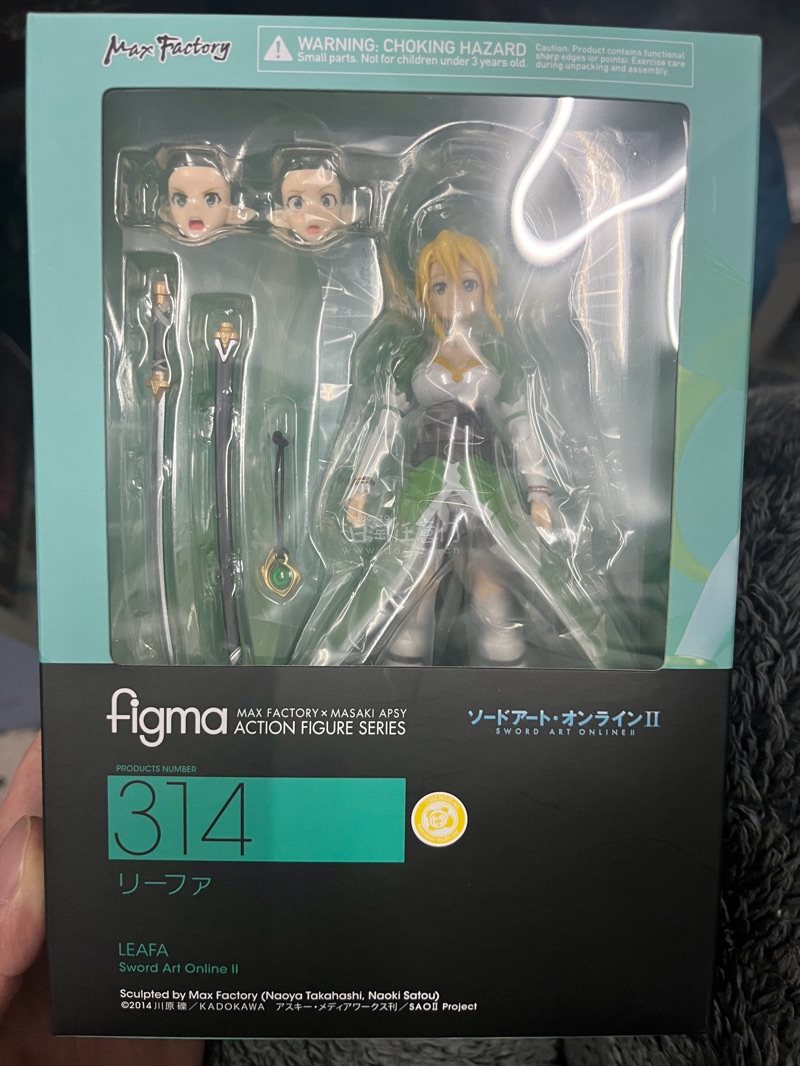 Max Factory
WARNING: CHOKING HAZARD
Small parts. Not for children under 3 years old.
Caution: Product contains functional
sharp edges (or points). Exercise care
during unpacking and assembly.
figma
MAX FACTORY×MASAKI APSY
ACTION FIGURE SERIES
ソードアート・オンラインⅡ
SWORD ART ONLINE II
PRODUCTS NUMBER
314
リーファ
LEAFA
Sword Art Online II
Sculpted by Max Factory (Naoya Takahashi, Naoki Satou)
©2014 川原 礫／KADOKAWA アスキー・メディアワークス刊／SAOⅡ Project